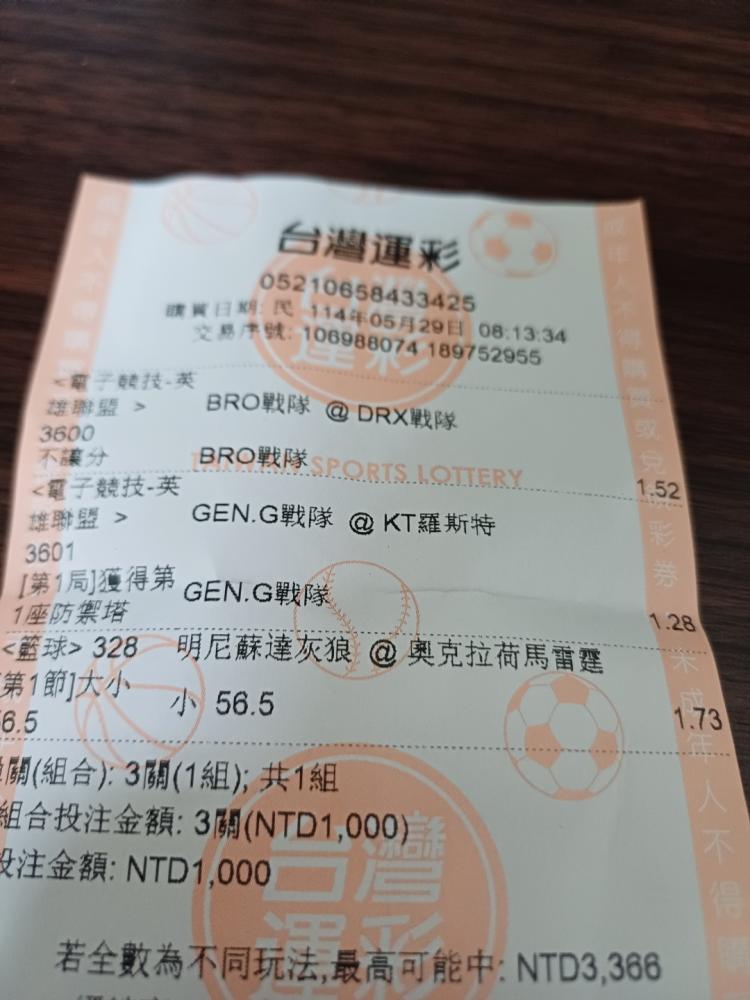 台灣運彩
05210658433425
購買日期: 民 114年05月29日 08:13:34
交易序號: 106988074 189752955
<電子競技-英雄聯盟 > BRO戰隊 @ DRX戰隊
3600
不讓分 BRO戰隊 1.52
TAIWAN SPORTS LOTTERY
<電子競技-英雄聯盟 > GEN.G戰隊 @ KT羅斯特
3601
[第1局]獲得第1座防禦塔 GEN.G戰隊 1.28
<籃球> 328 明尼蘇達灰狼 @ 奧克拉荷馬雷霆
第1節]大小 小 56.5 1.73
6.5
關(組合): 3關(1組); 共1組
組合投注金額: 3關(NTD1,000)
投注金額: NTD1,000
台灣運彩
若全數為不同玩法,最高可能中: NTD3,366